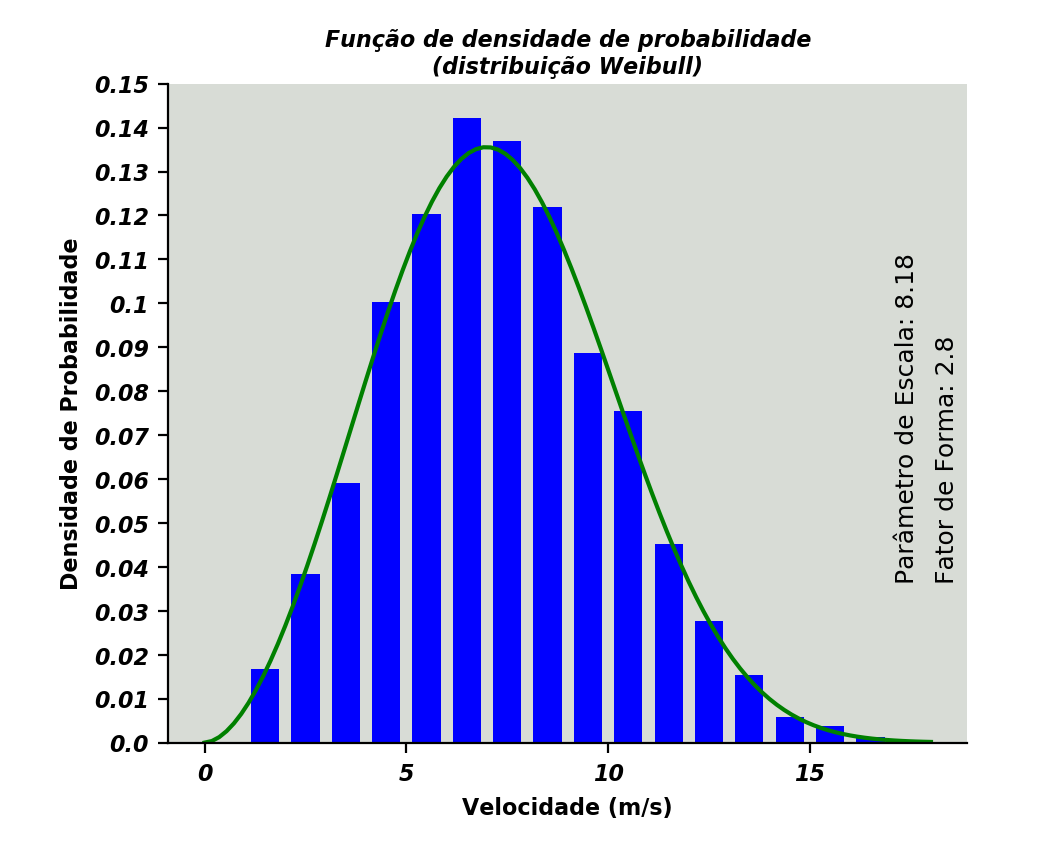 Função de densidade de probabilidade
(distribuição Weibull)
0.15
0.14
0.13
0.12
0.11
0.1
0.09
0.08
0.07
0.06
0.05
0.04
0.03
0.02
0.01
0.0
Densidade de Probabilidade
0 5 10 15
Velocidade (m/s)
Parâmetro de Escala: 8.18
Fator de Forma: 2.8